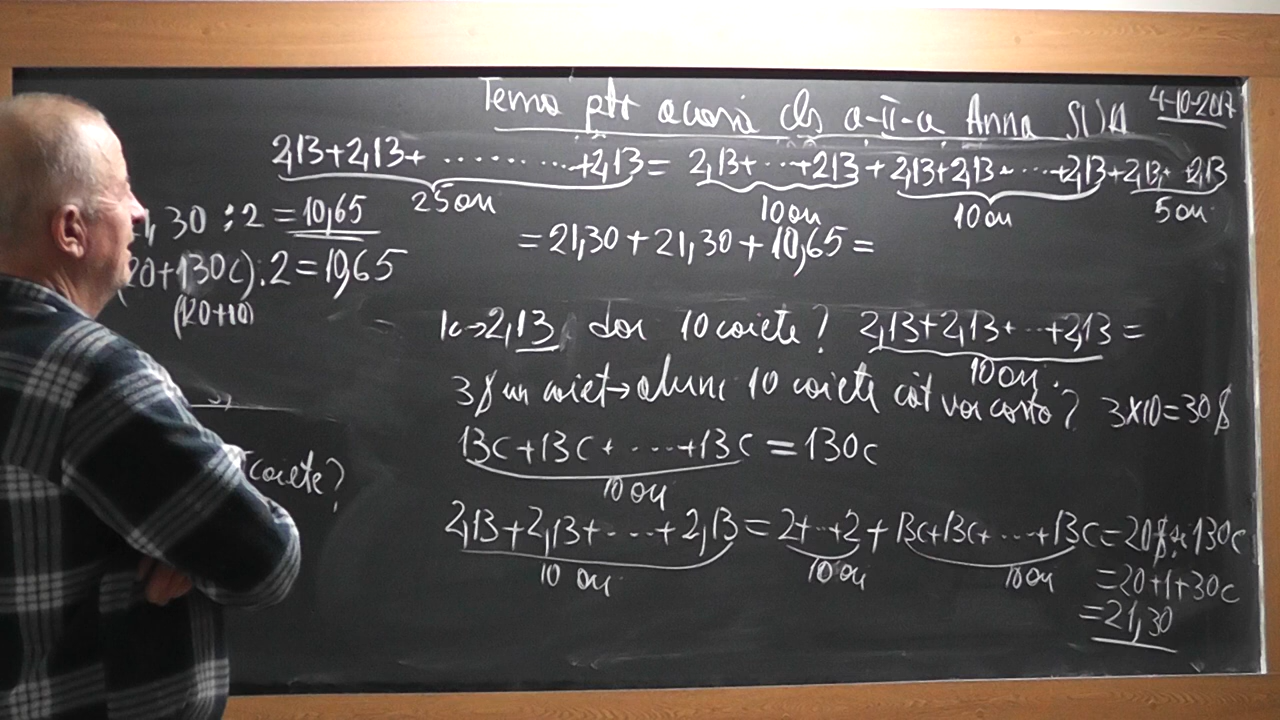 Tema ptr acasă cls a-II-a Anna SUA 4-10-2017
2,13+2,13+ ......... +2,13 = 2,13+...+2,13 + 2,13+2,13+...+2,13+2,13+ 2,13
25 ori 10 ori 10 ori 5 ori
,30 : 2 = 10,65
= 21,30 + 21,30 + 10,65 =
(20+130c) : 2 = 10,65
(120+10)
1c→2,13 dar 10 caiete? 2,13+2,13+...+2,13 =
10 ori
3$ un caiet→atunci 10 caiete cât vor costa? 3x10=30$
13c+13c+...+13c = 130c
caiete?
10 ori
2,13+2,13+...+2,13 = 2+...+2 + 13c+13c+...+13c = 20$+130c
10 ori 10 ori 10 ori
=20+1+30c
=21,30